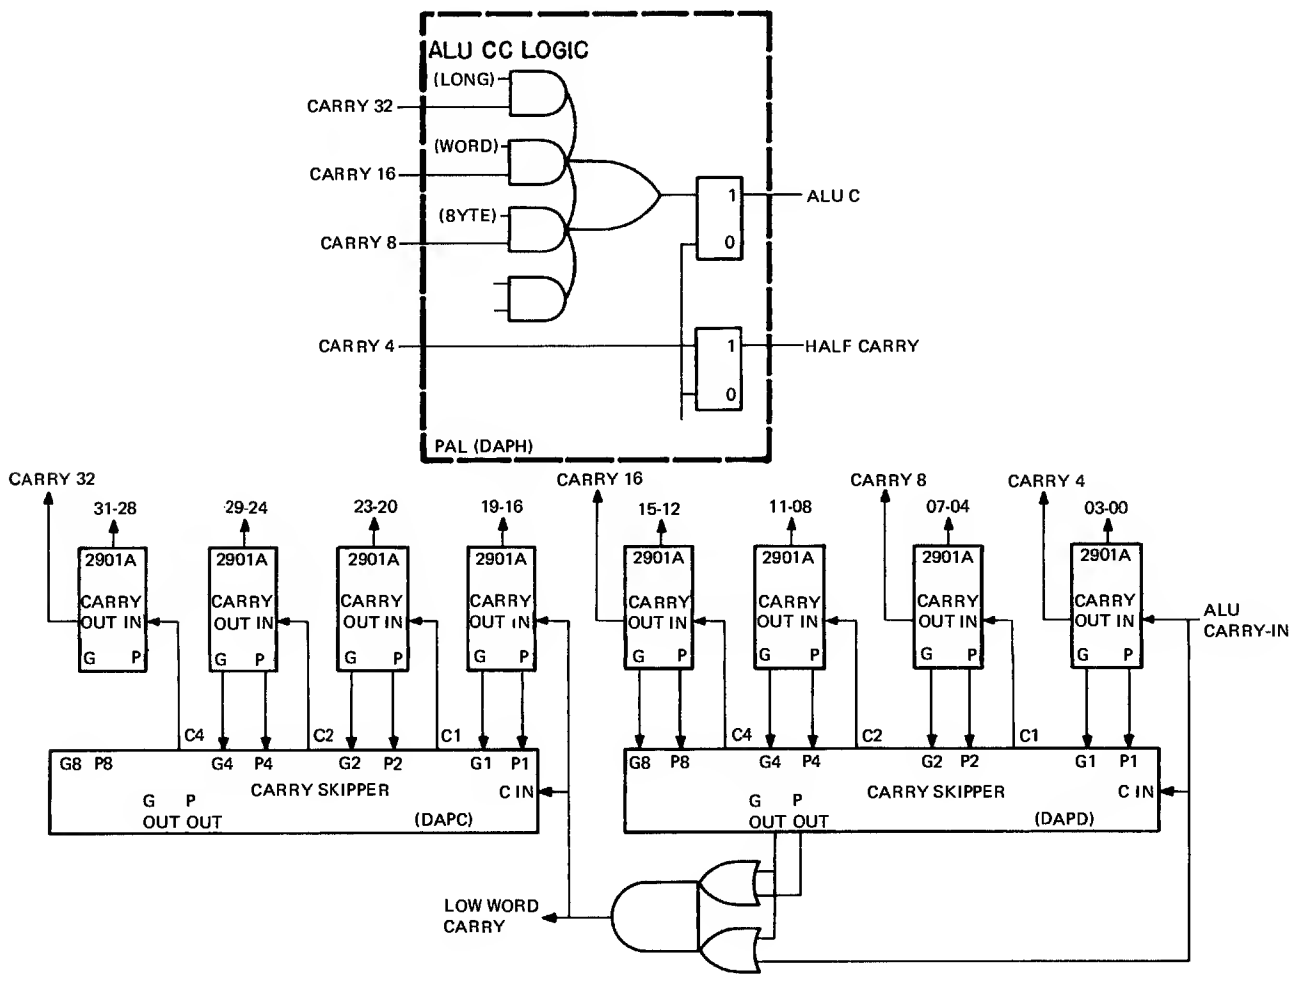 ALU CC LOGIC
(LONG)
CARRY 32
(WORD)
CARRY 16
(8YTE)
CARRY 8
1
0
ALU C
CARRY 4
1
0
HALF CARRY
PAL (DAPH)
CARRY 32
CARRY 16
CARRY 8
CARRY 4
31-28
29-24
23-20
19-16
15-12
11-08
07-04
03-00
2901A
2901A
2901A
2901A
2901A
2901A
2901A
2901A
CARRY
OUT IN
CARRY
OUT IN
CARRY
OUT IN
CARRY
OUT IN
CARRY
OUT IN
CARRY
OUT IN
CARRY
OUT IN
CARRY
OUT IN
ALU
CARRY-IN
G P
G P
G P
G P
G P
G P
G P
G P
C4
C2
C1
C4
C2
C1
G8 P8
G4 P4
G2 P2
G1 P1
CARRY SKIPPER
C IN
G P
OUT OUT
(DAPC)
G8 P8
G4 P4
G2 P2
G1 P1
CARRY SKIPPER
C IN
G P
OUT OUT
(DAPD)
LOW WORD
CARRY